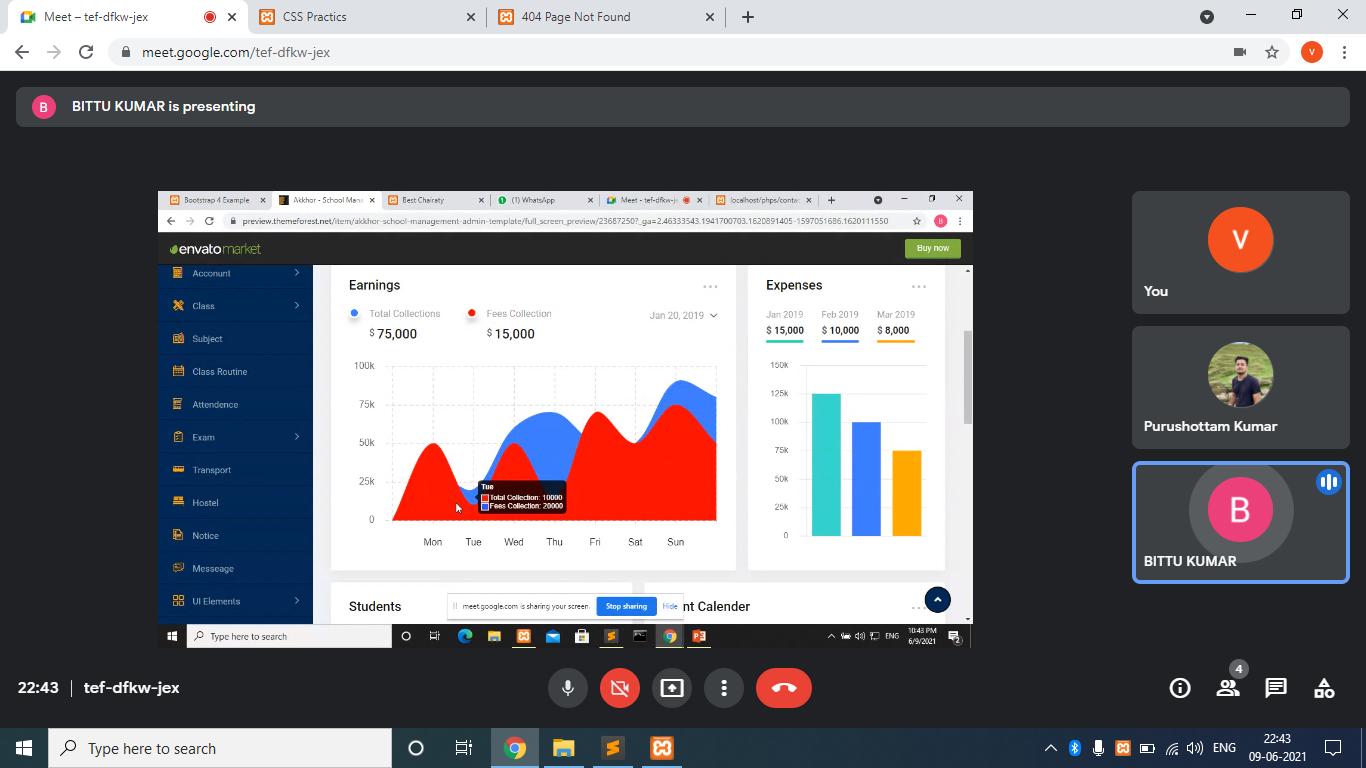 Meet – tef-dfkw-jex
CSS Practics
404 Page Not Found
meet.google.com/tef-dfkw-jex
V
B BITTU KUMAR is presenting
Bootstrap 4 Example
Akkhor - School Mana
Best Chairaty
(1) WhatsApp
Meet - tef-dfkw-je
localhost/phps/contac
preview.themeforest.net/item/akkhor-school-management-admin-template/full_screen_preview/23687250?_ga=2.46333543.1941700703.1620891405-1597051686.1620111550
B
envatomarket
Buy now
Acconunt
Class
Subject
Class Routine
Attendence
Exam
Transport
Hostel
Notice
Messeage
UI Elements
Earnings
Total Collections
$ 75,000
Fees Collection
$ 15,000
Jan 20, 2019
100k
75k
50k
25k
0
Mon Tue Wed Thu Fri Sat Sun
Tue
Total Collection: 10000
Fees Collection: 20000
Expenses
Jan 2019 Feb 2019 Mar 2019
$ 15,000 $ 10,000 $ 8,000
150k
125k
100k
75k
50k
25k
0
Students
nt Calender
meet.google.com is sharing your screen.
Stop sharing
Hide
Type here to search
ENG
10:43 PM
6/9/2021
2
V
You
Purushottam Kumar
B
BITTU KUMAR
22:43 | tef-dfkw-jex
4
Type here to search
ENG
22:43
09-06-2021